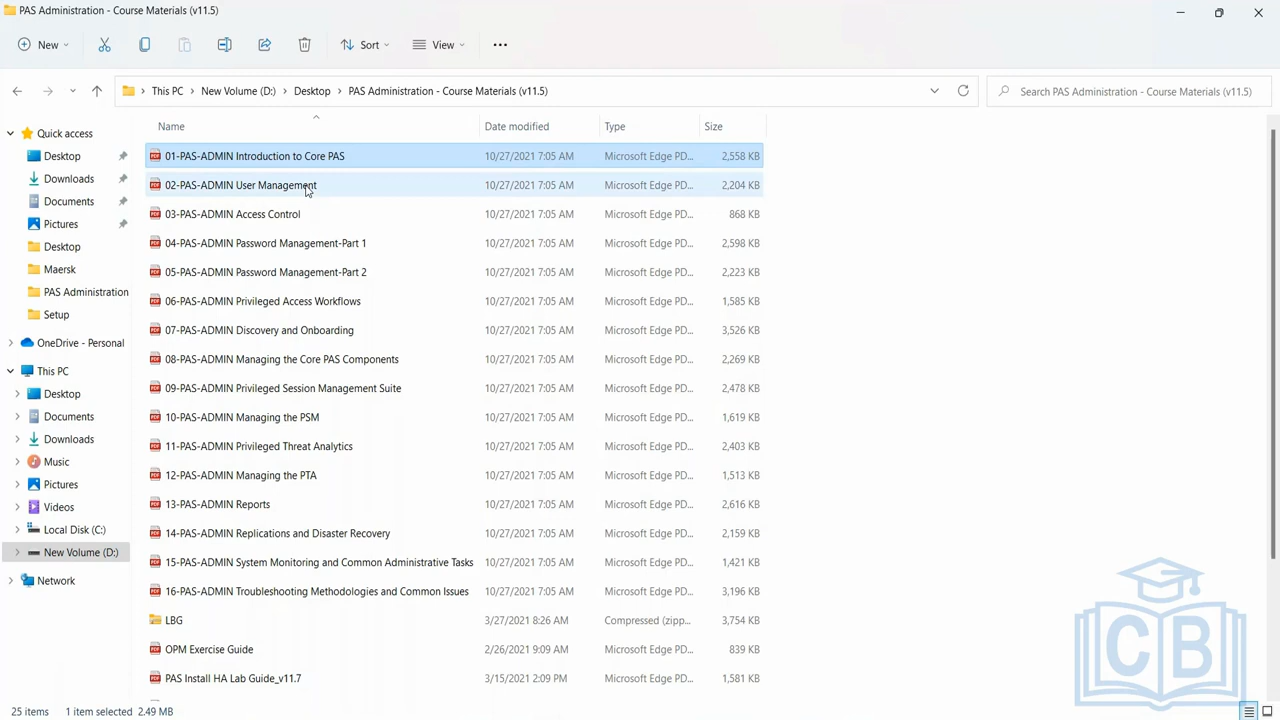 PAS Administration - Course Materials (v11.5)
New
Sort
View
This PC > New Volume (D:) > Desktop > PAS Administration - Course Materials (v11.5)
Search PAS Administration - Course Materials (v11.5)
Name Date modified Type Size
Quick access
Desktop
Downloads
Documents
Pictures
Desktop
Maersk
PAS Administration
Setup
OneDrive - Personal
This PC
Desktop
Documents
Downloads
Music
Pictures
Videos
Local Disk (C:)
New Volume (D:)
Network
01-PAS-ADMIN Introduction to Core PAS 10/27/2021 7:05 AM Microsoft Edge PD... 2,558 KB
02-PAS-ADMIN User Management 10/27/2021 7:05 AM Microsoft Edge PD... 2,204 KB
03-PAS-ADMIN Access Control 10/27/2021 7:05 AM Microsoft Edge PD... 868 KB
04-PAS-ADMIN Password Management-Part 1 10/27/2021 7:05 AM Microsoft Edge PD... 2,598 KB
05-PAS-ADMIN Password Management-Part 2 10/27/2021 7:05 AM Microsoft Edge PD... 2,223 KB
06-PAS-ADMIN Privileged Access Workflows 10/27/2021 7:05 AM Microsoft Edge PD... 1,585 KB
07-PAS-ADMIN Discovery and Onboarding 10/27/2021 7:05 AM Microsoft Edge PD... 3,526 KB
08-PAS-ADMIN Managing the Core PAS Components 10/27/2021 7:05 AM Microsoft Edge PD... 2,269 KB
09-PAS-ADMIN Privileged Session Management Suite 10/27/2021 7:05 AM Microsoft Edge PD... 2,478 KB
10-PAS-ADMIN Managing the PSM 10/27/2021 7:05 AM Microsoft Edge PD... 1,619 KB
11-PAS-ADMIN Privileged Threat Analytics 10/27/2021 7:05 AM Microsoft Edge PD... 2,403 KB
12-PAS-ADMIN Managing the PTA 10/27/2021 7:05 AM Microsoft Edge PD... 1,513 KB
13-PAS-ADMIN Reports 10/27/2021 7:05 AM Microsoft Edge PD... 2,616 KB
14-PAS-ADMIN Replications and Disaster Recovery 10/27/2021 7:05 AM Microsoft Edge PD... 2,159 KB
15-PAS-ADMIN System Monitoring and Common Administrative Tasks 10/27/2021 7:05 AM Microsoft Edge PD... 1,421 KB
16-PAS-ADMIN Troubleshooting Methodologies and Common Issues 10/27/2021 7:05 AM Microsoft Edge PD... 3,196 KB
LBG 3/27/2021 8:26 AM Compressed (zipp... 3,754 KB
OPM Exercise Guide 2/26/2021 9:09 AM Microsoft Edge PD... 839 KB
PAS Install HA Lab Guide_v11.7 3/15/2021 2:09 PM Microsoft Edge PD... 1,581 KB
CB
25 items 1 item selected 2.49 MB